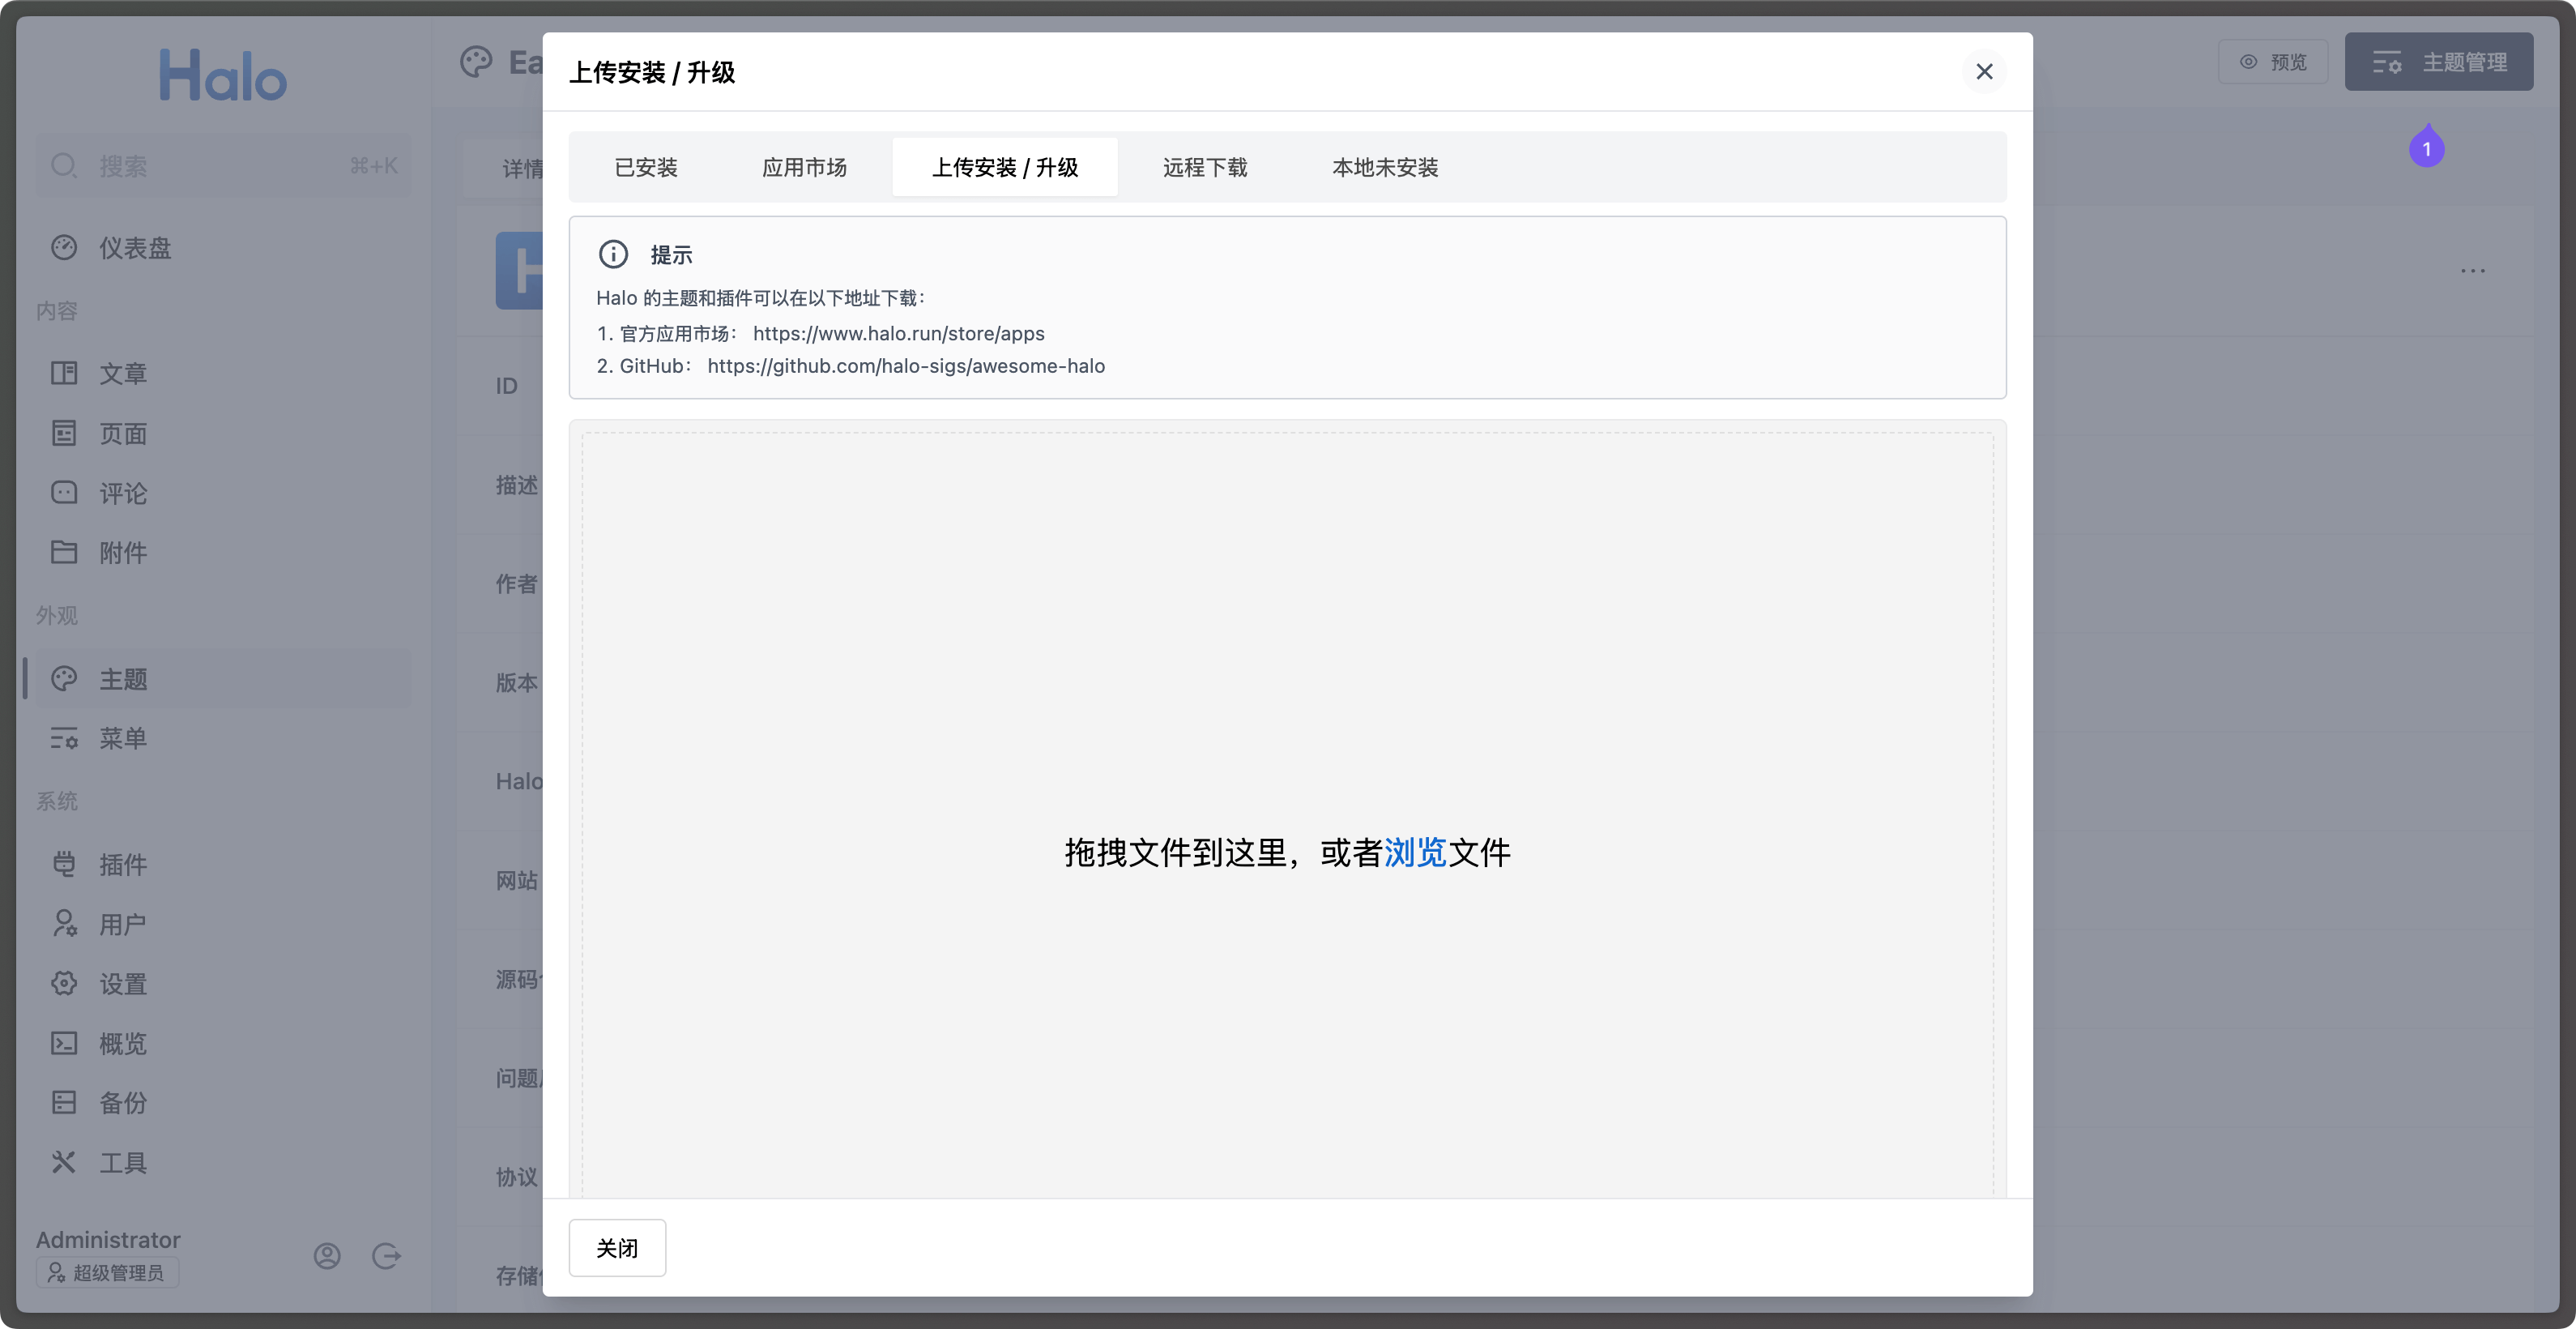 Halo
搜索 ⌘+K
仪表盘
内容
文章
页面
评论
附件
外观
主题
菜单
系统
插件
用户
设置
概览
备份
工具
Administrator
超级管理员
Ea
预览
主题管理
1
详情
H
ID
描述
作者
版本
Halo
网站
源码
问题
协议
存储
上传安装 / 升级
已安装 应用市场 上传安装 / 升级 远程下载 本地未安装
提示
Halo 的主题和插件可以在以下地址下载：
1. 官方应用市场： https://www.halo.run/store/apps
2. GitHub： https://github.com/halo-sigs/awesome-halo
拖拽文件到这里，或者浏览文件
关闭